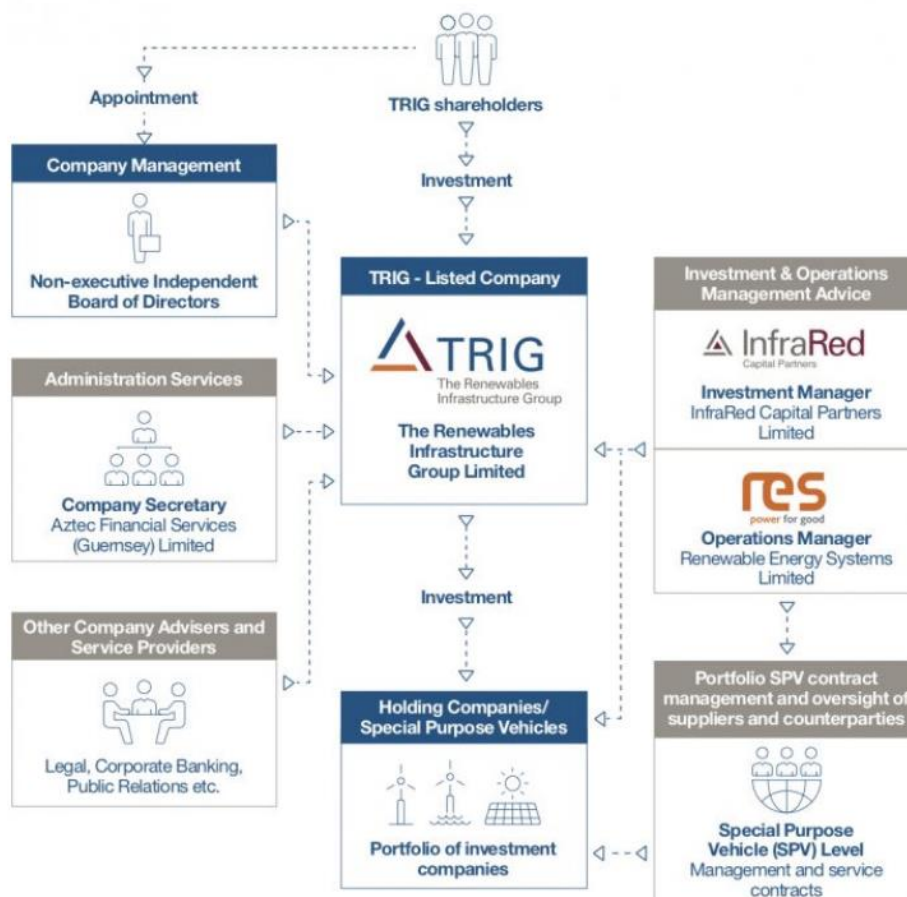 TRIG shareholders
Appointment
Investment
Company Management
Non-executive Independent
Board of Directors
TRIG - Listed Company
TRIG
The Renewables
Infrastructure Group
The Renewables
Infrastructure
Group Limited
Investment & Operations
Management Advice
InfraRed
Capital Partners
Investment Manager
InfraRed Capital Partners
Limited
res
power for good
Operations Manager
Renewable Energy Systems
Limited
Administration Services
Company Secretary
Aztec Financial Services
(Guernsey) Limited
Investment
Other Company Advisers and
Service Providers
Legal, Corporate Banking,
Public Relations etc.
Holding Companies/
Special Purpose Vehicles
Portfolio of investment
companies
Portfolio SPV contract
management and oversight of
suppliers and counterparties
Special Purpose
Vehicle (SPV) Level
Management and service
contracts